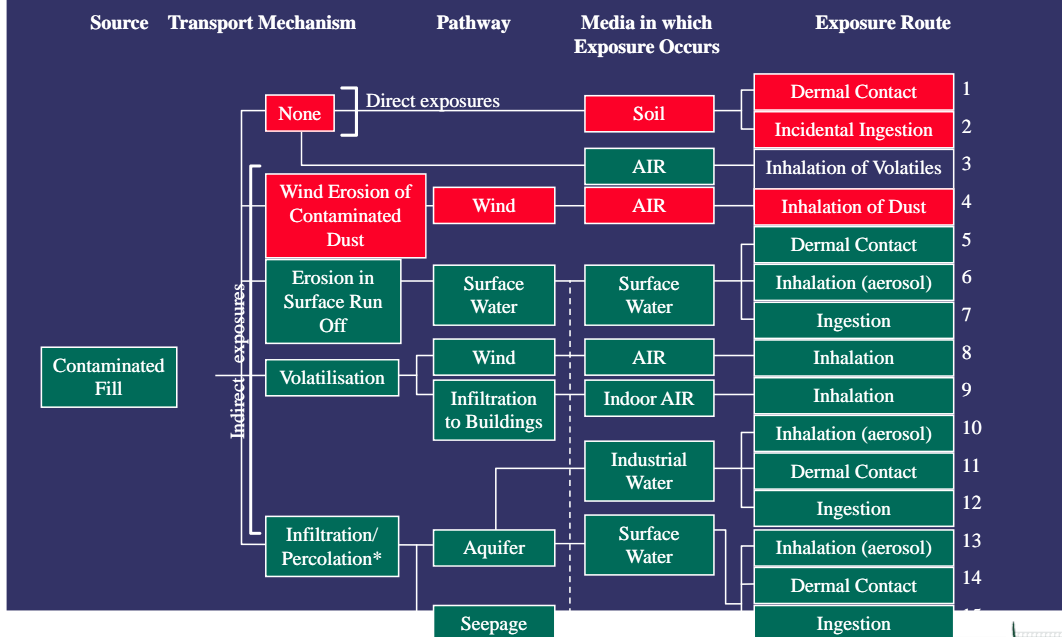 Source
Transport Mechanism
Pathway
Media in which
Exposure Occurs
Exposure Route
None
Direct exposures
Soil
Dermal Contact
1
Incidental Ingestion
2
AIR
Inhalation of Volatiles
3
Wind Erosion of
Contaminated
Dust
Wind
AIR
Inhalation of Dust
4
Dermal Contact
5
Erosion in
Surface Run
Off
Surface
Water
Surface
Water
Inhalation (aerosol)
6
Ingestion
7
Indirect exposures
Contaminated
Fill
Volatilisation
Wind
AIR
Inhalation
8
Infiltration
to Buildings
Indoor AIR
Inhalation
9
Inhalation (aerosol)
10
Industrial
Water
Dermal Contact
11
Ingestion
12
Infiltration/
Percolation*
Aquifer
Surface
Water
Inhalation (aerosol)
13
Dermal Contact
14
Seepage
Ingestion